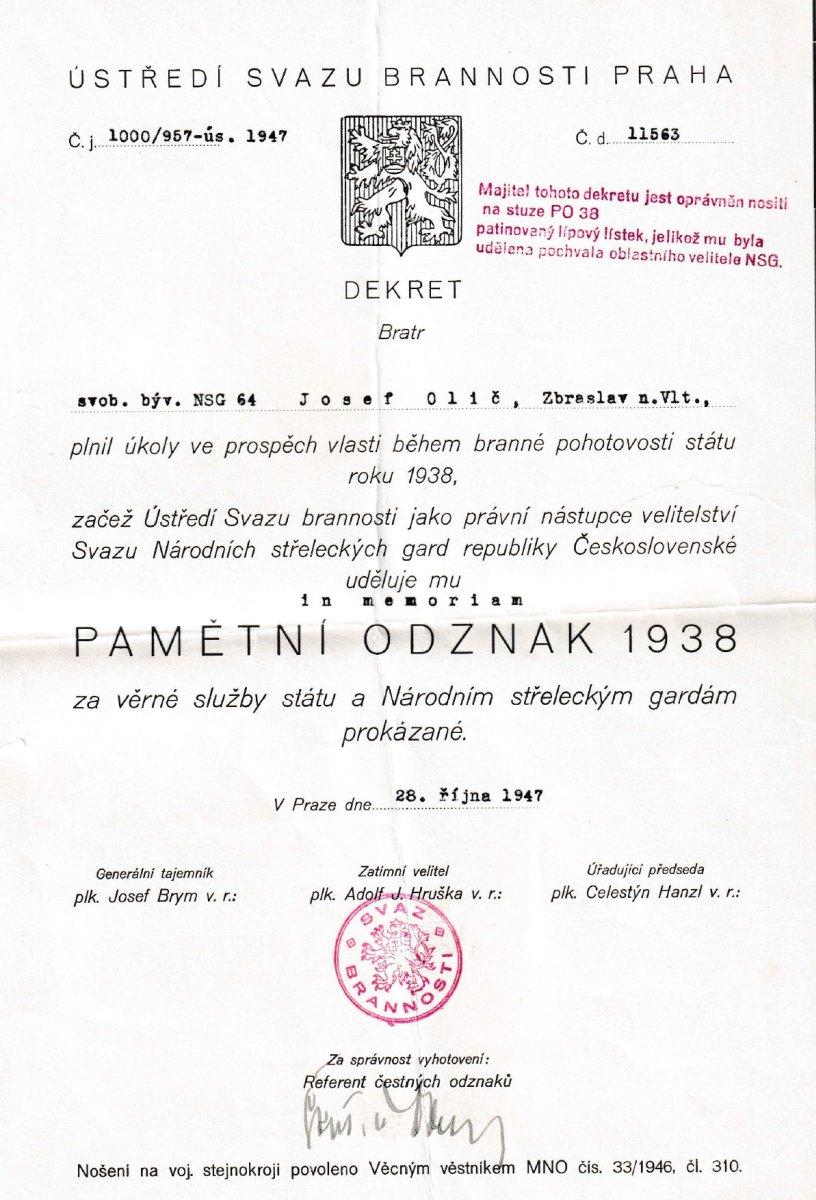 ÚSTŘEDÍ SVAZU BRANNOSTI PRAHA
Č. j. 1000/957-ús. 1947
Č. d. 11563
Majitel tohoto dekretu jest oprávněn nositi
na stuze PO 38
patinovaný lípový lístek, jelikož mu byla
udělena pochvala oblastního velitele NSG.
DEKRET
Bratr
svob. býv. NSG 64 Josef Olič, Zbraslav n.Vlt.,
plnil úkoly ve prospěch vlasti během branné pohotovosti státu
roku 1938,
začež Ústředí Svazu brannosti jako právní nástupce velitelství
Svazu Národních střeleckých gard republiky Československé
uděluje mu
in memoriam
PAMĚTNÍ ODZNAK 1938
za věrné služby státu a Národním střeleckým gardám
prokázané.
V Praze dne 28. října 1947
Generální tajemník
plk. Josef Brym v. r.:
Zatimní velitel
plk. Adolf J. Hruška v. r.:
Úřadující předseda
plk. Celestýn Hanzl v. r.:
SVAZ
BRANNOSTI
Za správnost vyhotovení:
Referent čestných odznaků
Nošení na voj. stejnokroji povoleno Věcným věstníkem MNO čis. 33/1946, čl. 310.